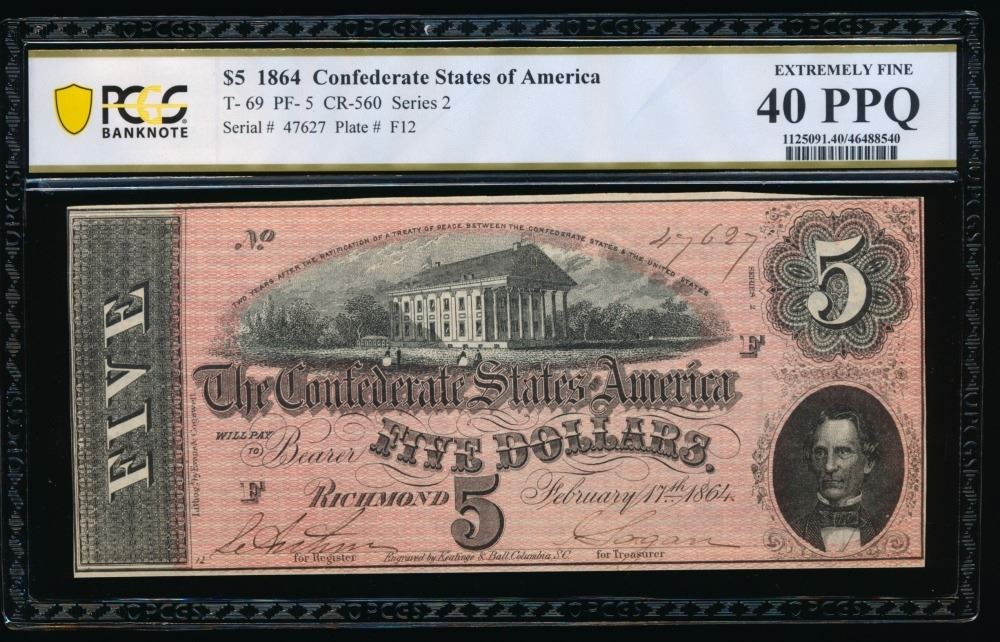 PCGS
BANKNOTE
$5 1864 Confederate States of America
T- 69 PF- 5 CR-560 Series 2
Serial # 47627 Plate # F12
EXTREMELY FINE
40 PPQ
1125091.40/46488540
No
47627
TWO YEARS AFTER THE RATIFICATION OF A TREATY OF PEACE BETWEEN THE CONFEDERATE STATES & THE UNITED STATES
5
SERIES 2
F
FIVE
The Confederate States America
WILL PAY
TO Bearer
FIVE DOLLARS.
F
RICHMOND
5
February 17th 1864.
for Register
Engraved by Keatinge & Ball, Columbia, S.C.
for Treasurer
12